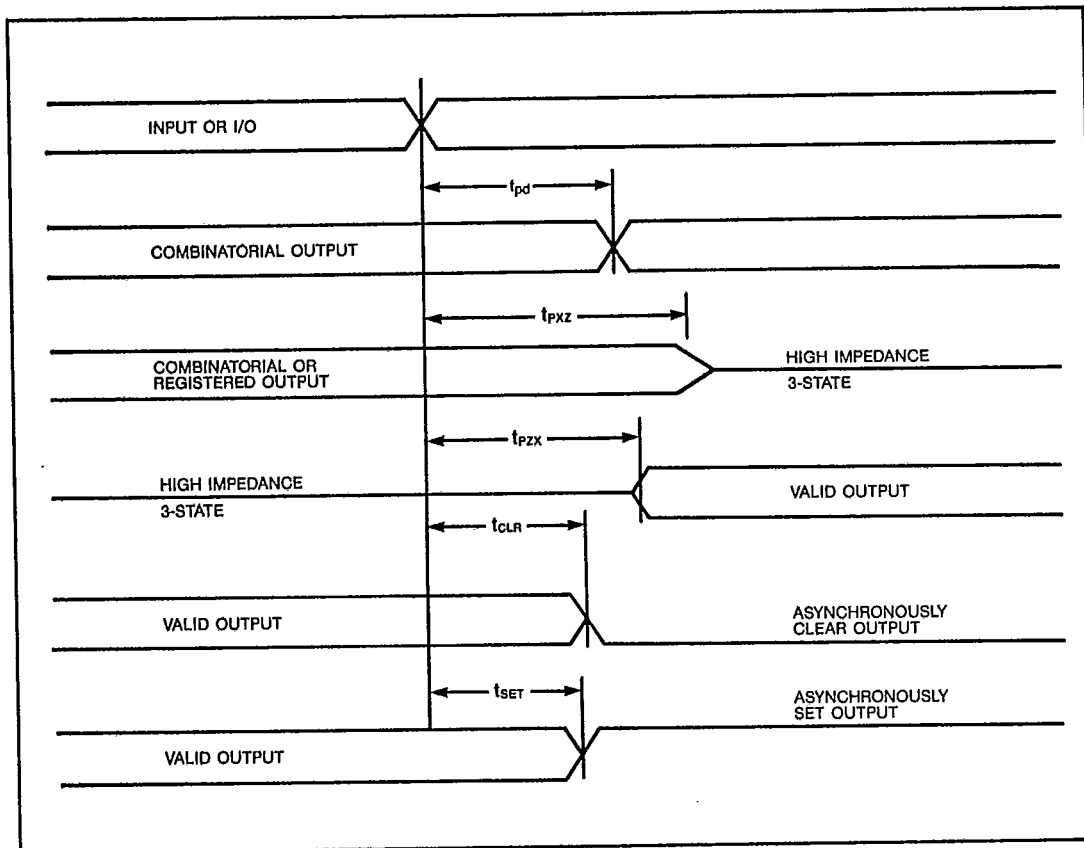 INPUT OR I/O
tpd
COMBINATORIAL OUTPUT
tPXZ
COMBINATORIAL OR
REGISTERED OUTPUT
HIGH IMPEDANCE
3-STATE
tPZX
HIGH IMPEDANCE
3-STATE
VALID OUTPUT
tCLR
VALID OUTPUT
ASYNCHRONOUSLY
CLEAR OUTPUT
tSET
ASYNCHRONOUSLY
SET OUTPUT
VALID OUTPUT